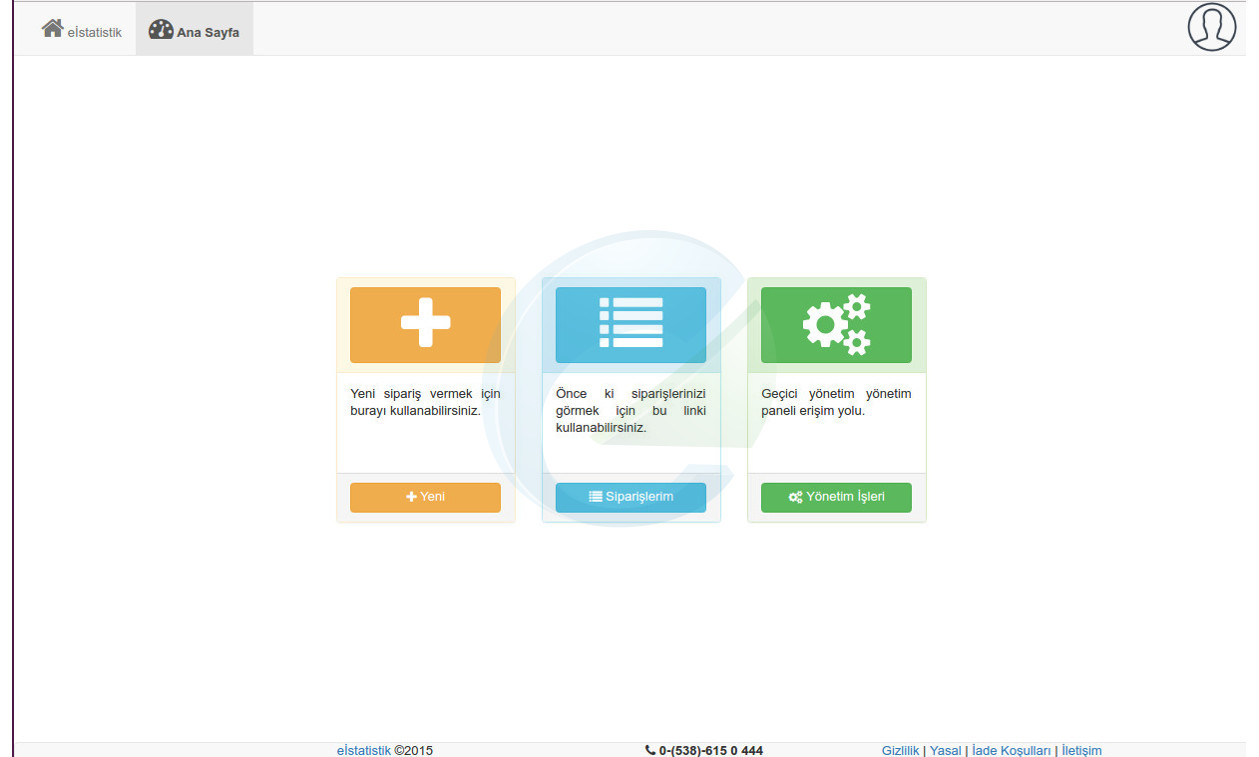 eİstatistik Ana Sayfa
Yeni sipariş vermek için
burayı kullanabilirsiniz.
+ Yeni
Önce ki siparişlerinizi
görmek için bu linki
kullanabilirsiniz.
Siparişlerim
Geçici yönetim yönetim
paneli erişim yolu.
Yönetim İşleri
eİstatistik ©2015
0-(538)-615 0 444
Gizlilik | Yasal | İade Koşulları | İletişim